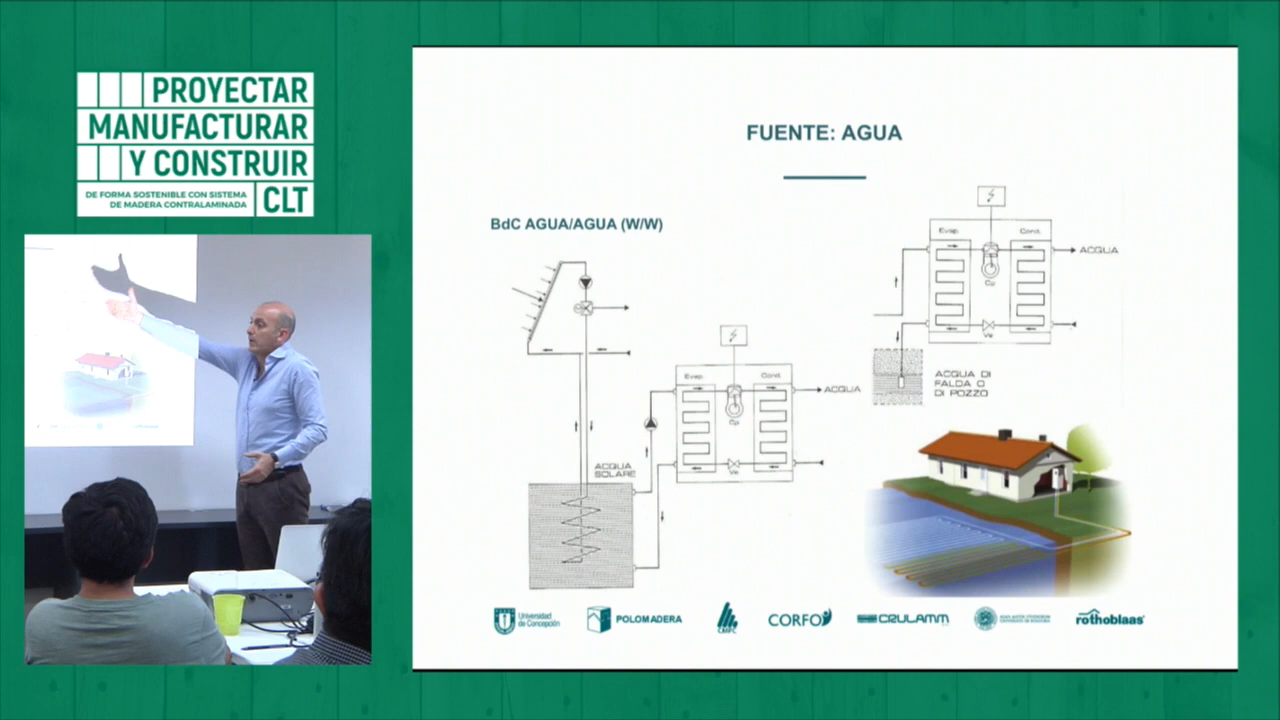 PROYECTAR
MANUFACTURAR
Y CONSTRUIR
DE FORMA SOSTENIBLE CON SISTEMA
DE MADERA CONTRALAMINADA
CLT
FUENTE: AGUA
BdC AGUA/AGUA (W/W)
Evap.
Cond.
ACQUA
Cp
Ve
ACQUA DI
FALDA O
DI POZZO
Evap.
Cond.
ACQUA
Cp
Ve
ACQUA
SOLARE
Universidad
de Concepción
POLOMADERA
CMPC
CORFO
CRULAMM
rothoblaas